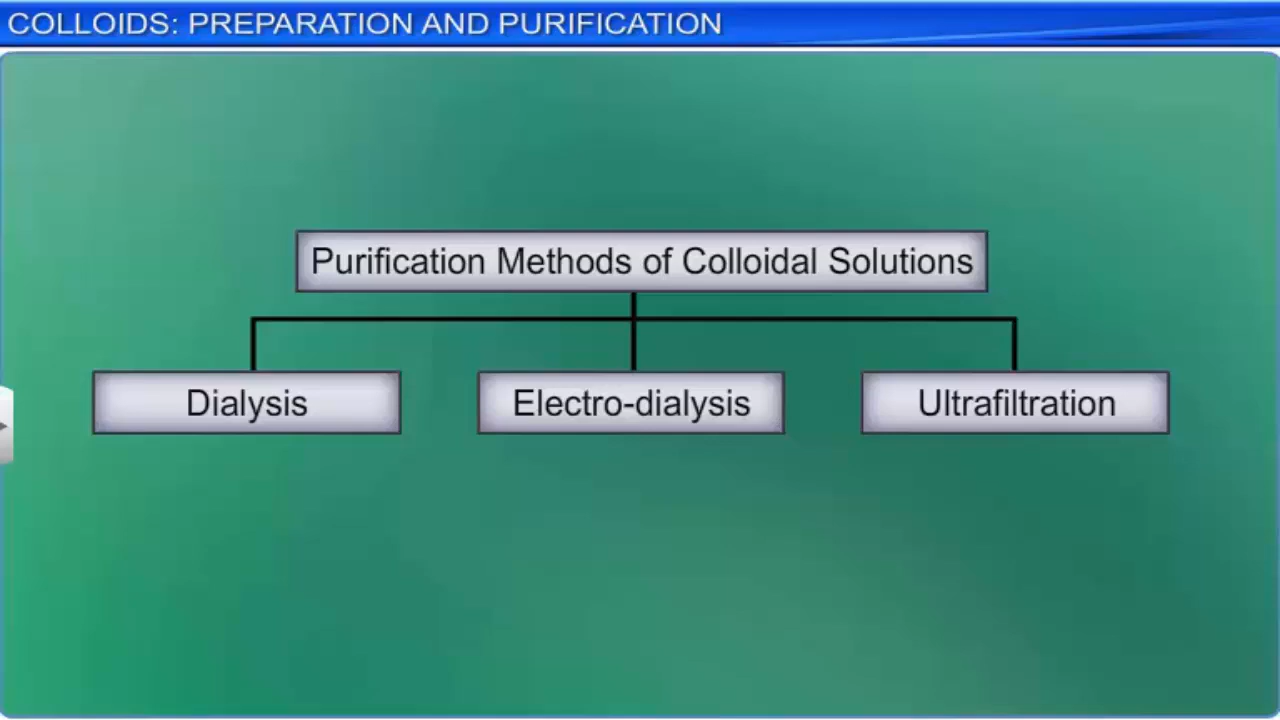 COLLOIDS: PREPARATION AND PURIFICATION
Purification Methods of Colloidal Solutions
Dialysis
Electro-dialysis
Ultrafiltration